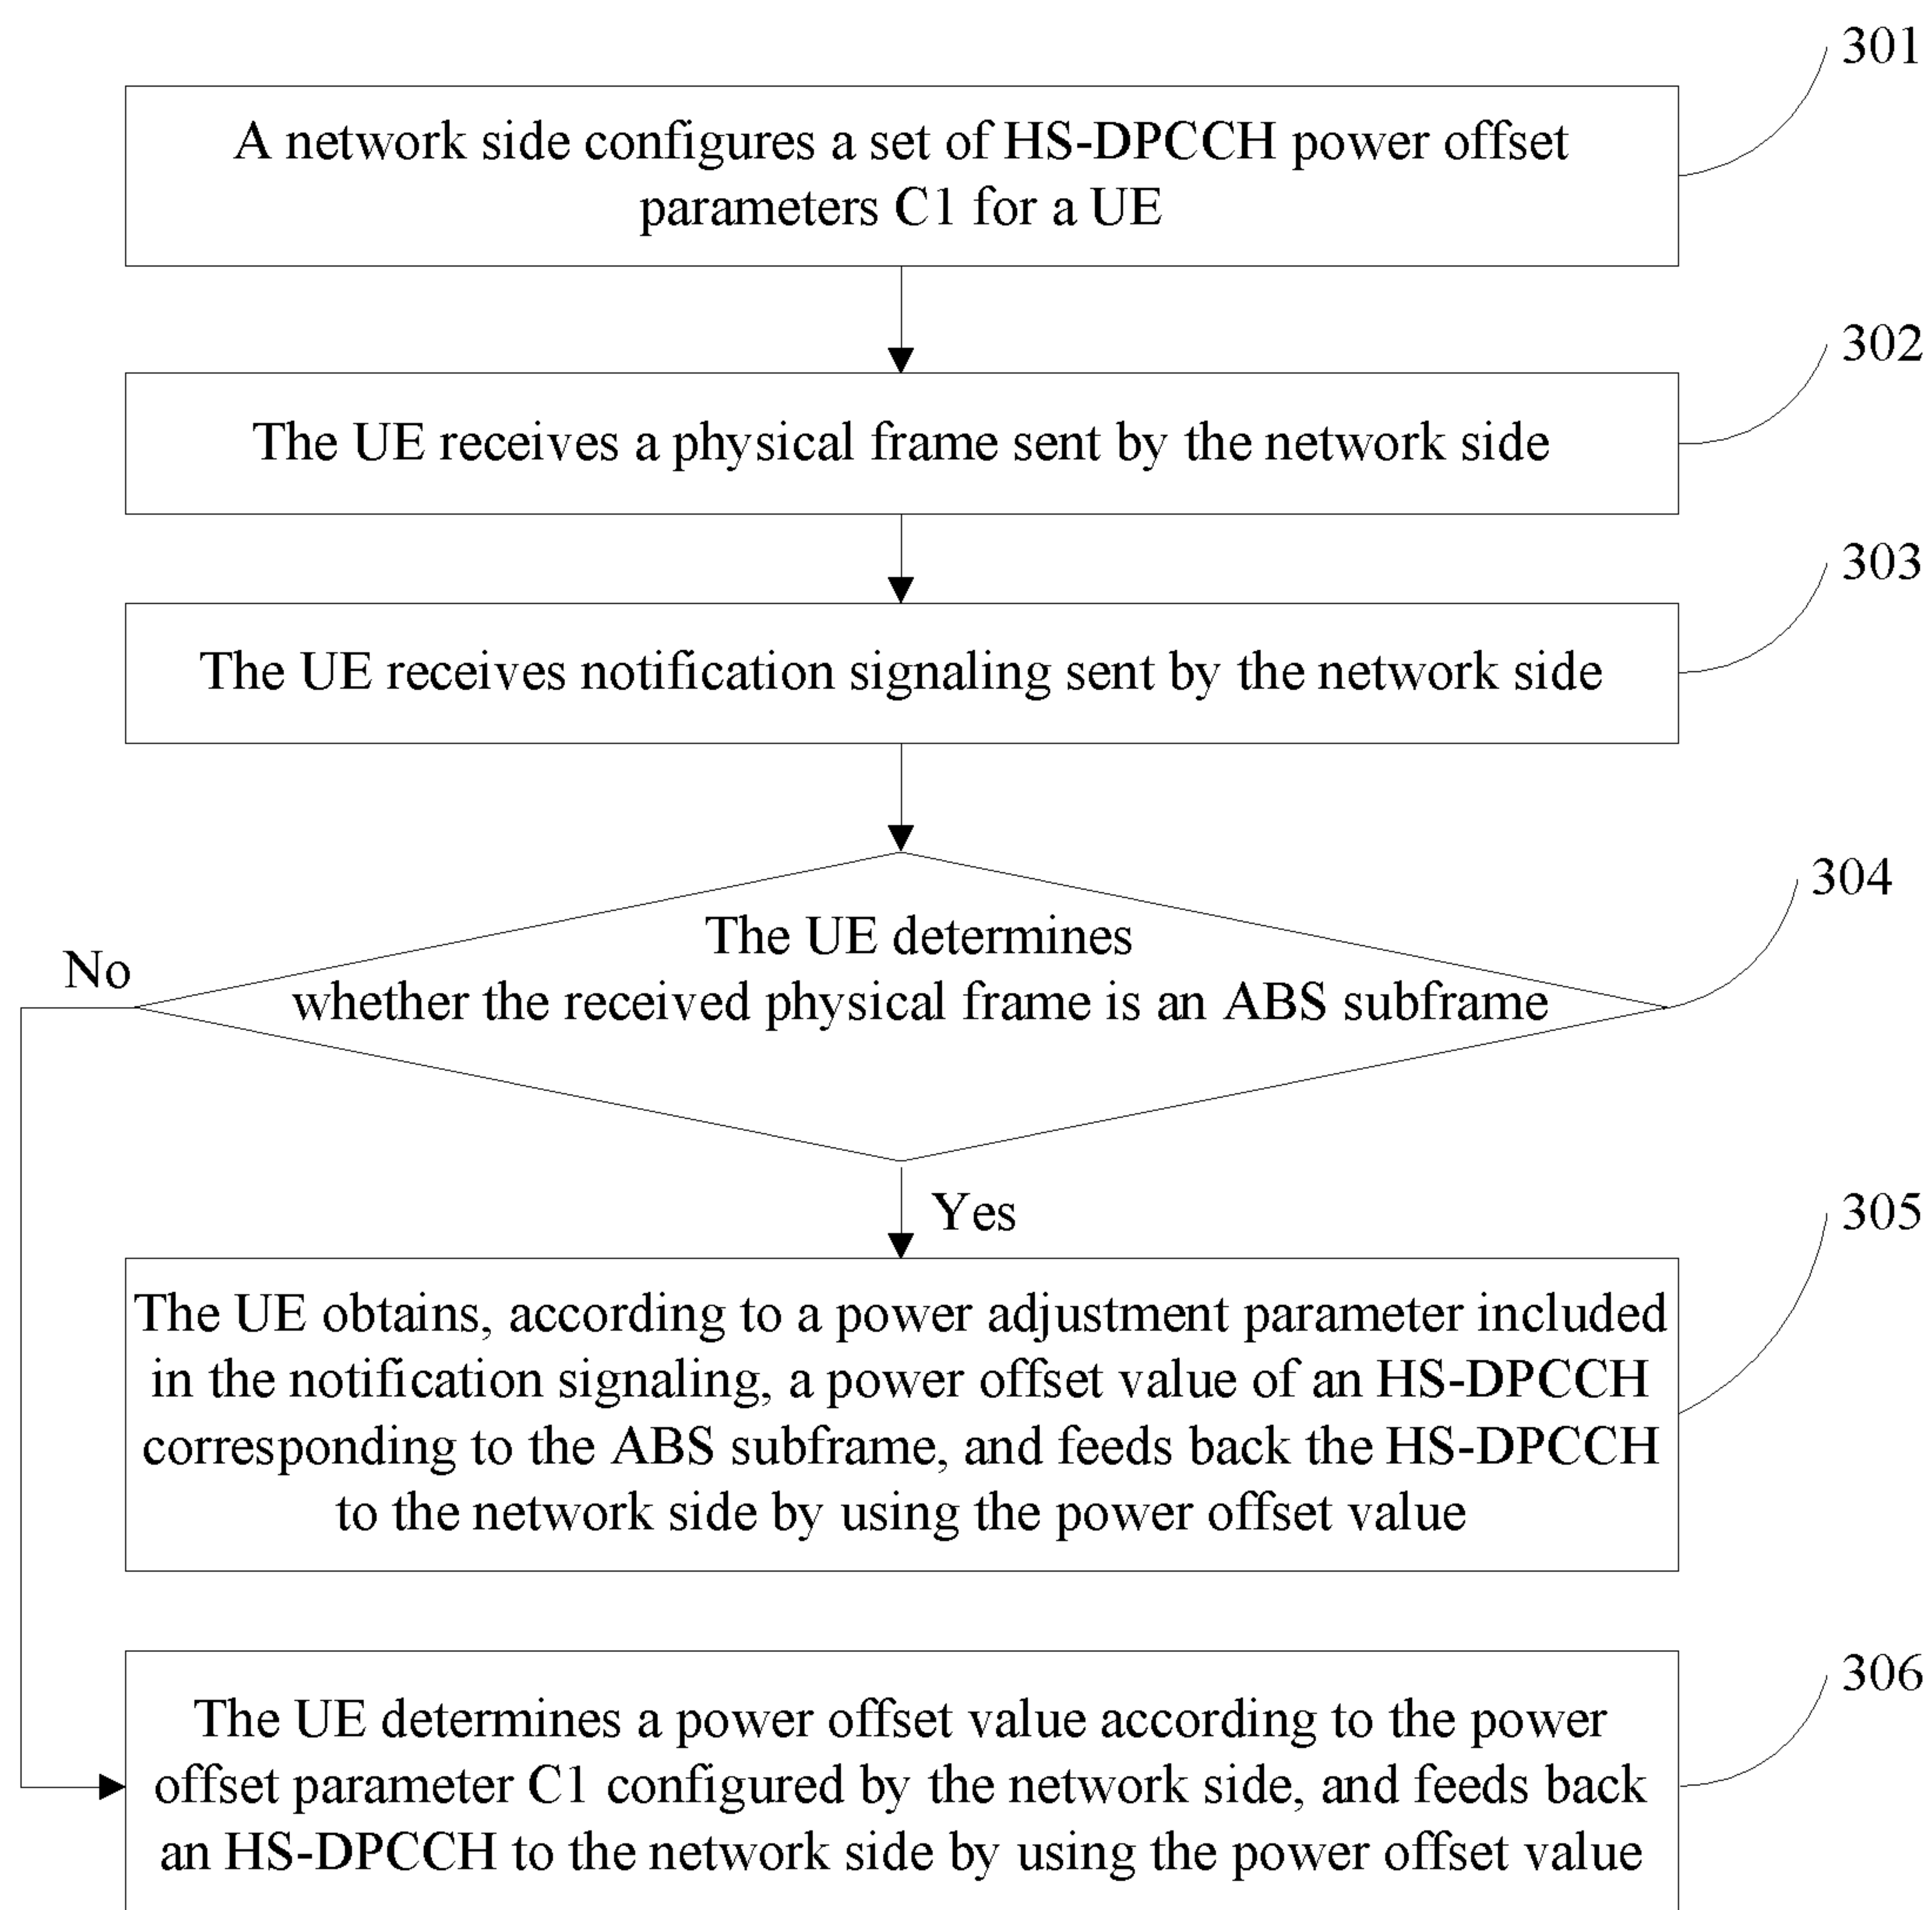 301
A network side configures a set of HS-DPCCH power offset
parameters C1 for a UE
302
The UE receives a physical frame sent by the network side
303
The UE receives notification signaling sent by the network side
304
The UE determines
whether the received physical frame is an ABS subframe
No
Yes
305
The UE obtains, according to a power adjustment parameter included
in the notification signaling, a power offset value of an HS-DPCCH
corresponding to the ABS subframe, and feeds back the HS-DPCCH
to the network side by using the power offset value
306
The UE determines a power offset value according to the power
offset parameter C1 configured by the network side, and feeds back
an HS-DPCCH to the network side by using the power offset value